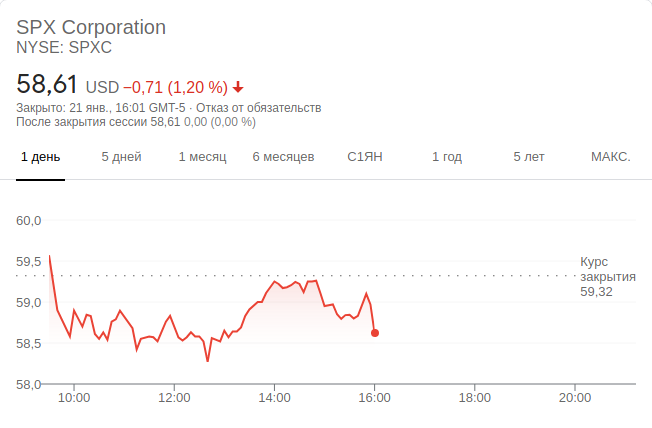 SPX Corporation
NYSE: SPXC
58,61 USD −0,71 (1,20 %)
Закрыто: 21 янв., 16:01 GMT-5 · Отказ от обязательств
После закрытия сессии 58,61 0,00 (0,00 %)
1 день 5 дней 1 месяц 6 месяцев С1ЯН 1 год 5 лет МАКС.
60,0
59,5
59,0
58,5
58,0
Курс
закрытия
59,32
10:00 12:00 14:00 16:00 18:00 20:00